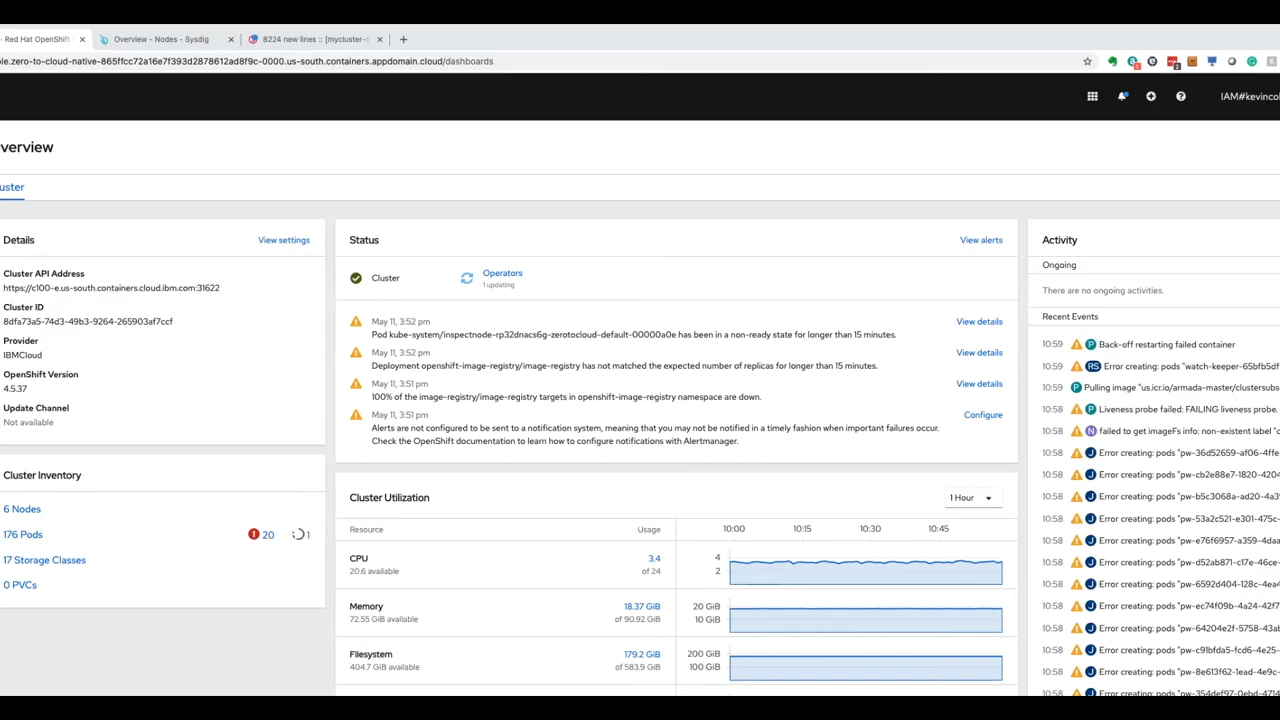 - Red Hat OpenShift
Overview - Nodes - Sysdig
8224 new lines :: [mycluster-d
le.zero-to-cloud-native-865ffcc72a16e7f393d2878612ad8f9c-0000.us-south.containers.appdomain.cloud/dashboards
IAM#kevincol
verview
uster
Details
View settings
Cluster API Address
https://c100-e.us-south.containers.cloud.ibm.com:31622
Cluster ID
8dfa73a5-74d3-49b3-9264-265903af7ccf
Provider
IBMCloud
OpenShift Version
4.5.37
Update Channel
Not available
Cluster Inventory
6 Nodes
176 Pods
20
1
17 Storage Classes
0 PVCs
Status
View alerts
Cluster
Operators
1 updating
May 11, 3:52 pm
View details
Pod kube-system/inspectnode-rp32dnacs6g-zerotocloud-default-00000a0e has been in a non-ready state for longer than 15 minutes.
May 11, 3:52 pm
View details
Deployment openshift-image-registry/image-registry has not matched the expected number of replicas for longer than 15 minutes.
May 11, 3:51 pm
View details
100% of the image-registry/image-registry targets in openshift-image-registry namespace are down.
May 11, 3:51 pm
Configure
Alerts are not configured to be sent to a notification system, meaning that you may not be notified in a timely fashion when important failures occur.
Check the OpenShift documentation to learn how to configure notifications with Alertmanager.
Cluster Utilization
1 Hour
Resource
Usage
10:00
10:15
10:30
10:45
CPU
3.4
20.6 available
of 24
4
2
Memory
18.37 GiB
72.55 GiB available
of 90.92 GiB
20 GiB
10 GiB
Filesystem
179.2 GiB
404.7 GiB available
of 583.9 GiB
200 GiB
100 GiB
Activity
Ongoing
There are no ongoing activities.
Recent Events
10:59 P Back-off restarting failed container
10:59 RS Error creating: pods "watch-keeper-65bfb5df
10:59 P Pulling image "us.icr.io/armada-master/clustersubs
10:58 P Liveness probe failed: FAILING liveness probe.
10:58 N failed to get imageFs info: non-existent label "c
10:58 J Error creating: pods "pw-36d52659-af06-4ffe
10:58 J Error creating: pods "pw-cb2e88e7-1820-4204
10:58 J Error creating: pods "pw-b5c3068a-ad20-4a39
10:58 J Error creating: pods "pw-53a2c521-e301-475c-
10:58 J Error creating: pods "pw-e76f6957-a359-4daa
10:58 J Error creating: pods "pw-d52ab871-c17e-46ce-
10:58 J Error creating: pods "pw-6592d404-128c-4ea4
10:58 J Error creating: pods "pw-ec74f09b-4a24-42f7
10:58 J Error creating: pods "pw-64204e2f-5758-43ab
10:58 J Error creating: pods "pw-c91bfda5-fcd6-4e25-
10:58 J Error creating: pods "pw-8e613f62-1ead-4e9c-
10:58 J Error creating: pods "pw-354def97-0ebd-4714